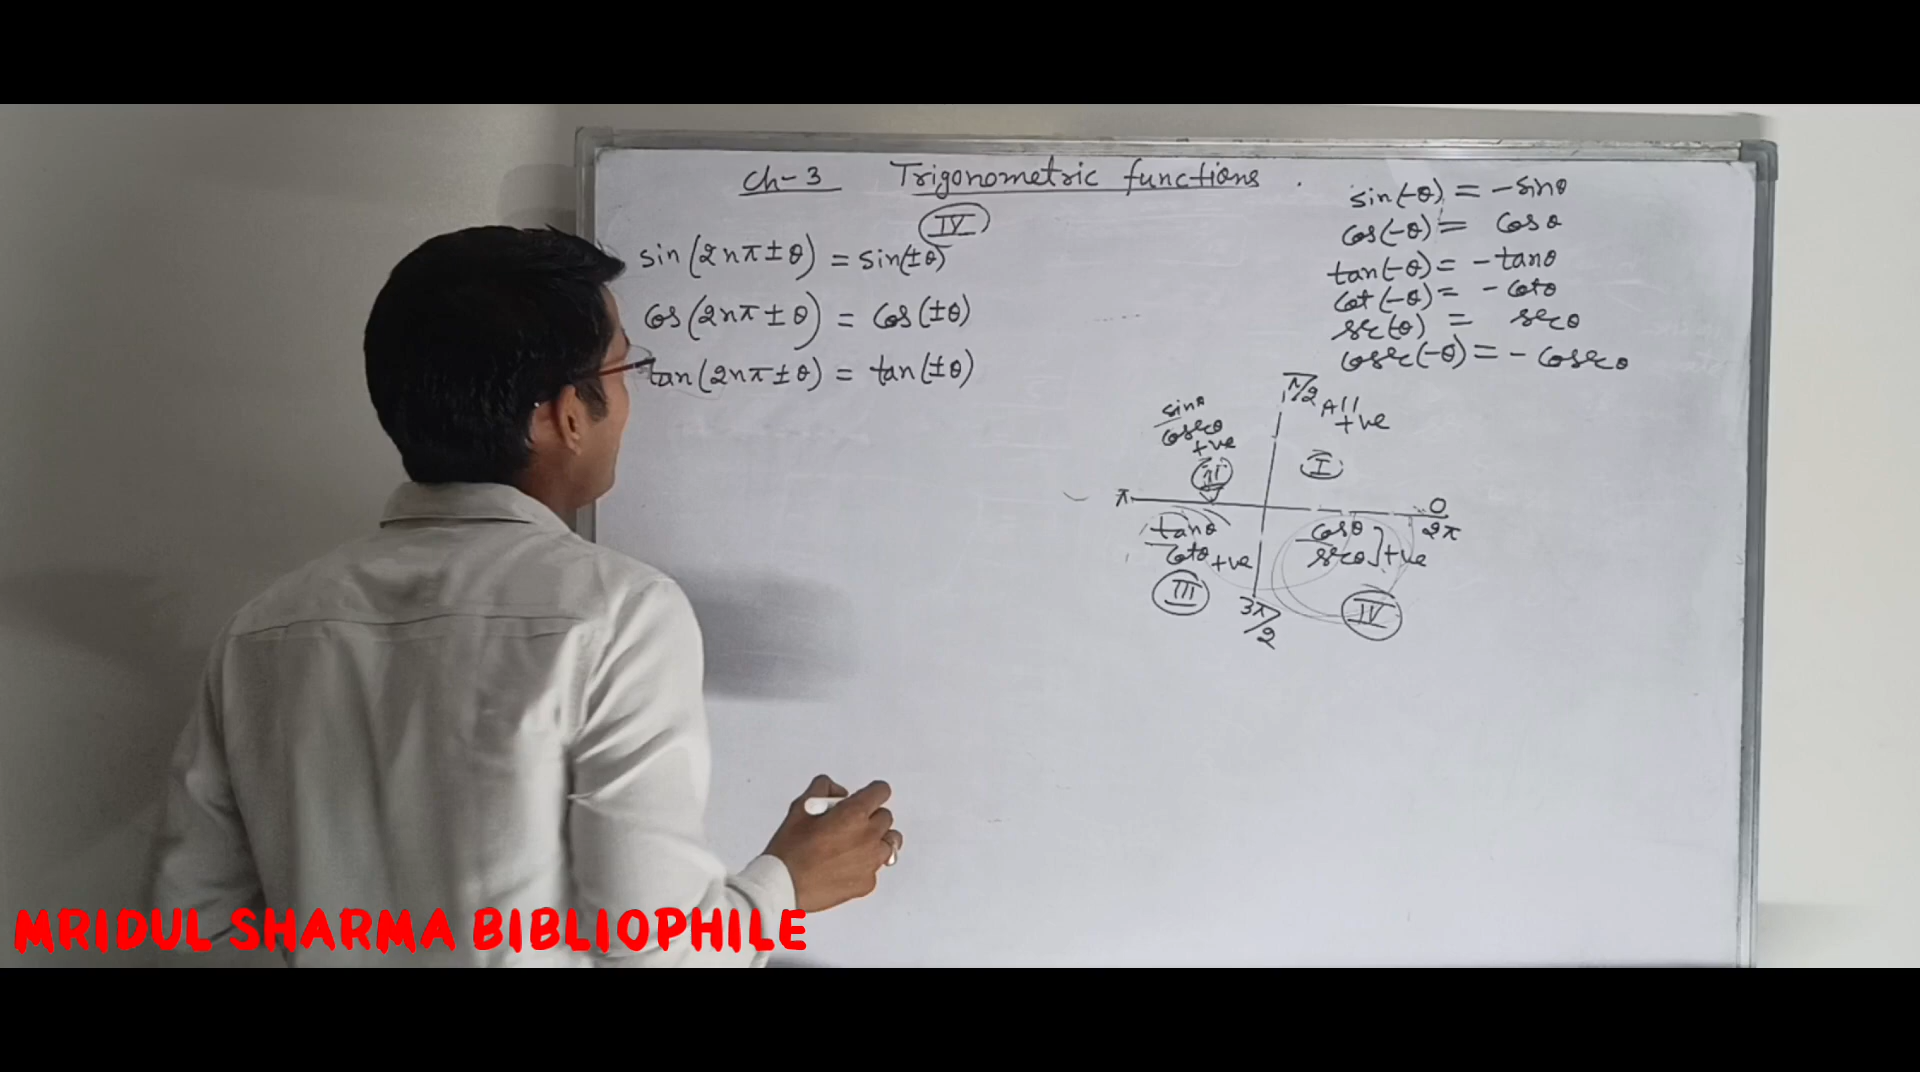 Ch-3 Trigonometric functions.
IV
sin(2nπ±θ) = sin(±θ)
cos(2nπ±θ) = cos(±θ)
tan(2nπ±θ) = tan(±θ)
sin(-θ) = -sinθ
cos(-θ) = cosθ
tan(-θ) = -tanθ
cot(-θ) = -cotθ
sec(-θ) = secθ
cosec(-θ) = -cosecθ
π/2
All
+ve
I
sinθ
cosecθ
+ve
II
π
0
2π
tanθ
cotθ +ve
III
cosθ
secθ] +ve
IV
3π/2
MRIDUL SHARMA BIBLIOPHILE